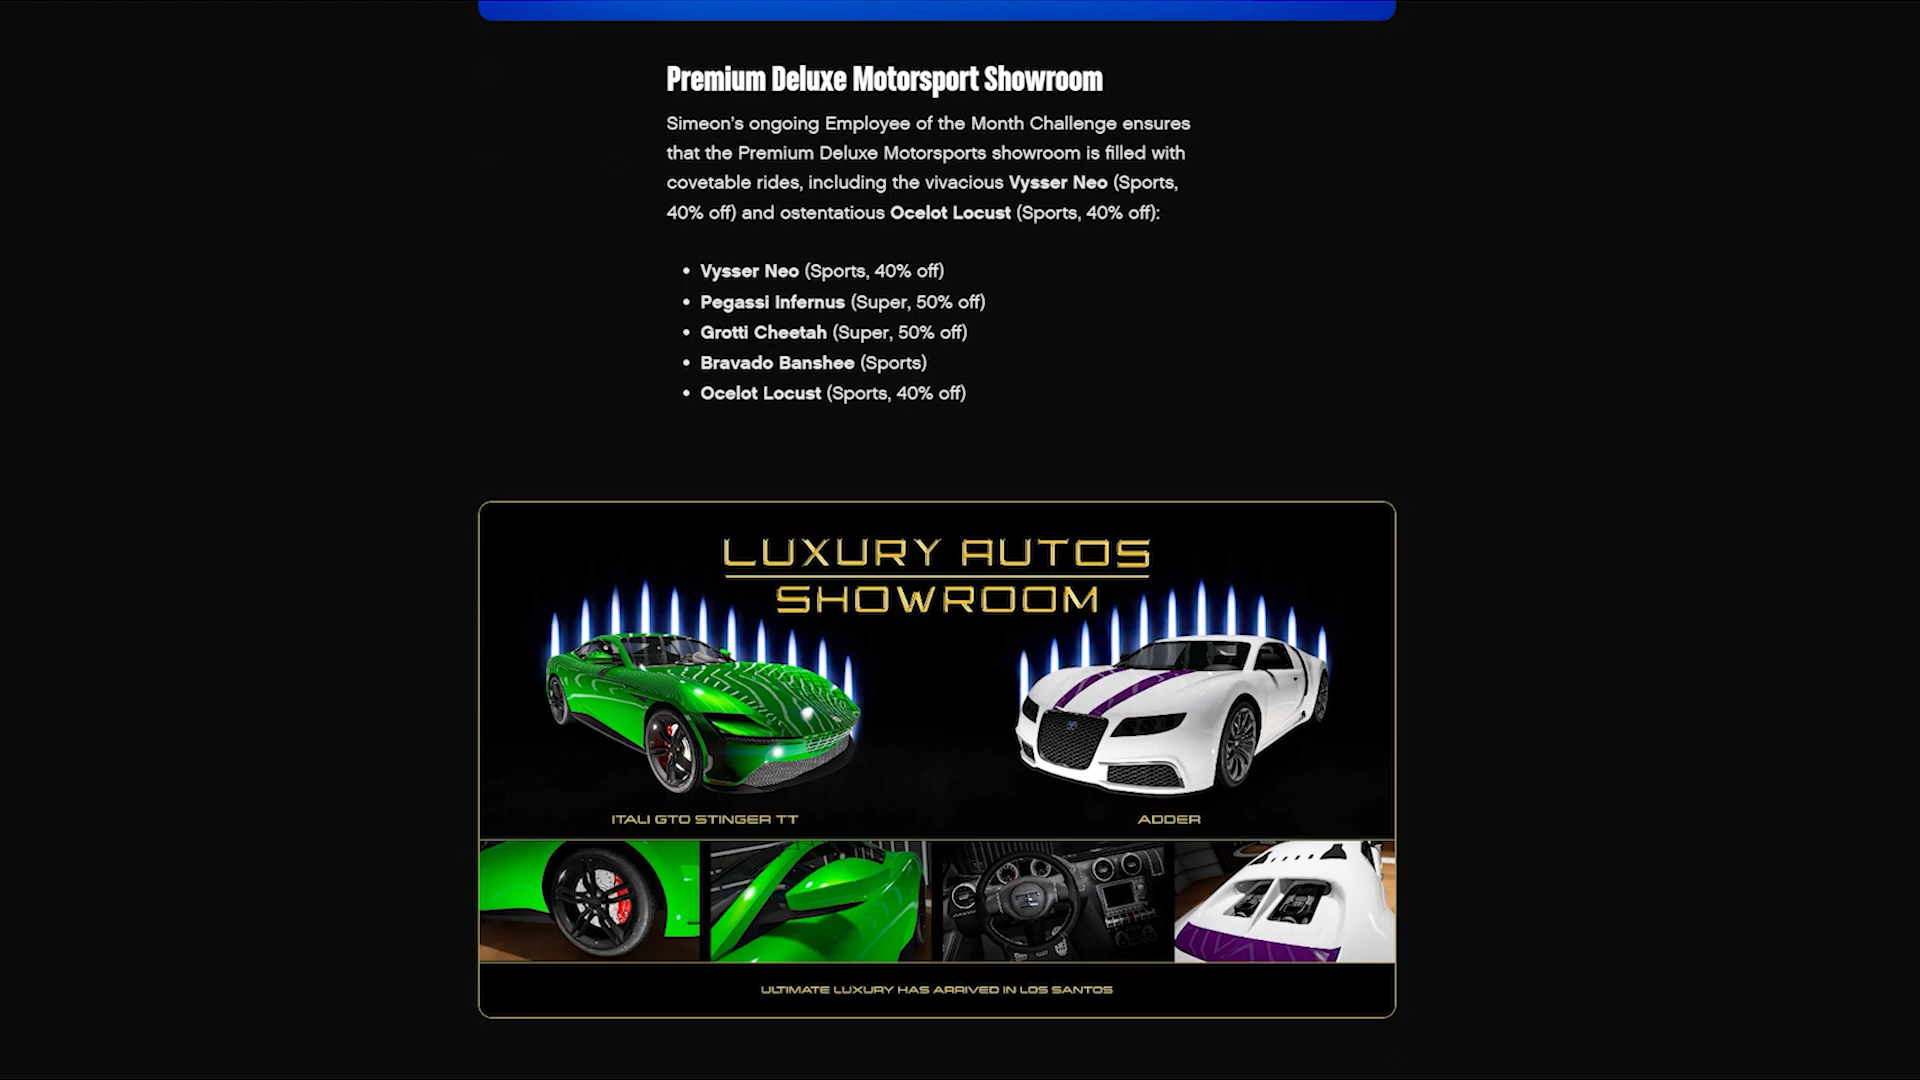 Premium Deluxe Motorsport Showroom
Simeon’s ongoing Employee of the Month Challenge ensures
that the Premium Deluxe Motorsports showroom is filled with
covetable rides, including the vivacious Vysser Neo (Sports,
40% off) and ostentatious Ocelot Locust (Sports, 40% off):
• Vysser Neo (Sports, 40% off)
• Pegassi Infernus (Super, 50% off)
• Grotti Cheetah (Super, 50% off)
• Bravado Banshee (Sports)
• Ocelot Locust (Sports, 40% off)
LUXURY AUTOS
SHOWROOM
ITALI GTO STINGER TT
ADDER
ULTIMATE LUXURY HAS ARRIVED IN LOS SANTOS